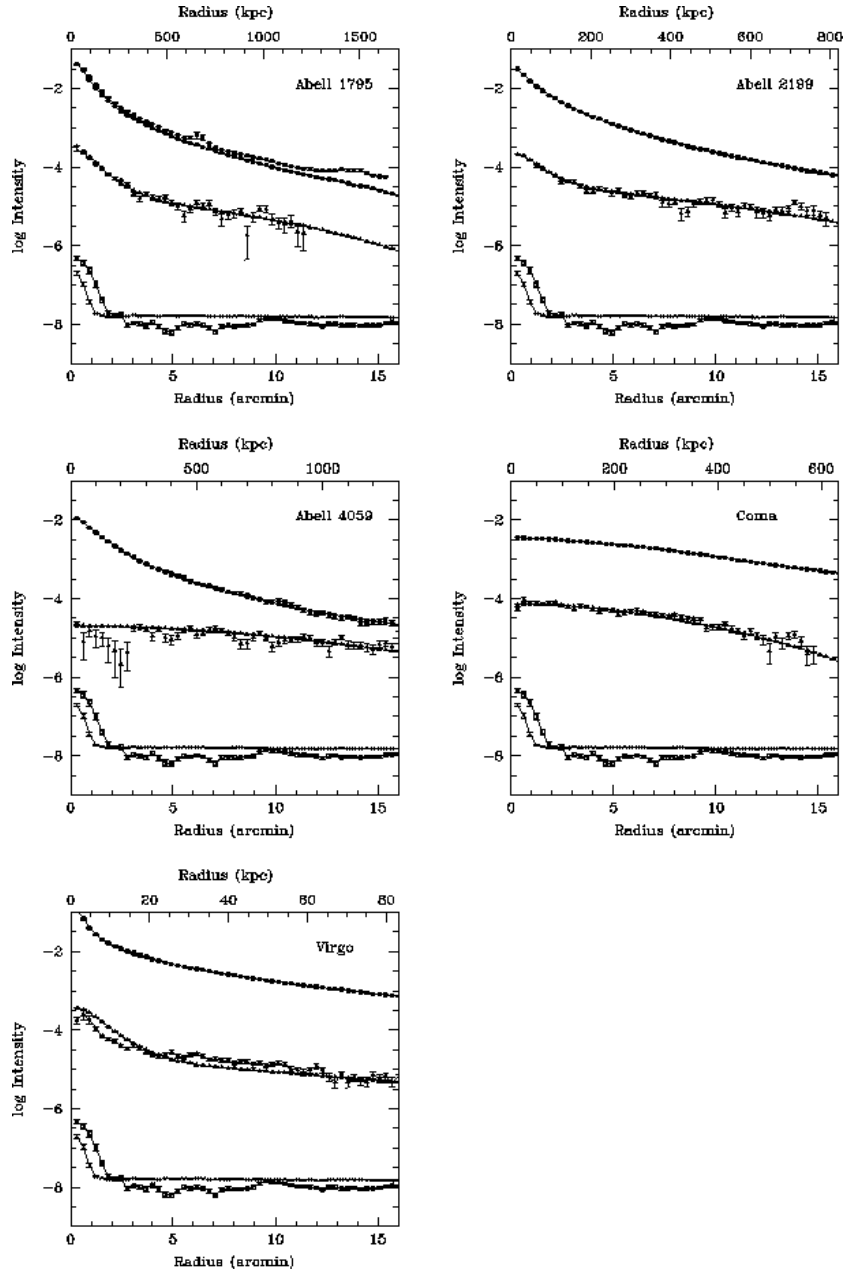 Radius (kpc)
0 500 1000 1500
Abell 1795
log Intensity
−2
−4
−6
−8
0 5 10 15
Radius (arcmin)
Radius (kpc)
0 200 400 600 800
Abell 2199
log Intensity
−2
−4
−6
−8
0 5 10 15
Radius (arcmin)
Radius (kpc)
0 500 1000
Abell 4059
log Intensity
−2
−4
−6
−8
0 5 10 15
Radius (arcmin)
Radius (kpc)
0 200 400 600
Coma
log Intensity
−2
−4
−6
−8
0 5 10 15
Radius (arcmin)
Radius (kpc)
0 20 40 60 80
Virgo
log Intensity
−2
−4
−6
−8
0 5 10 15
Radius (arcmin)